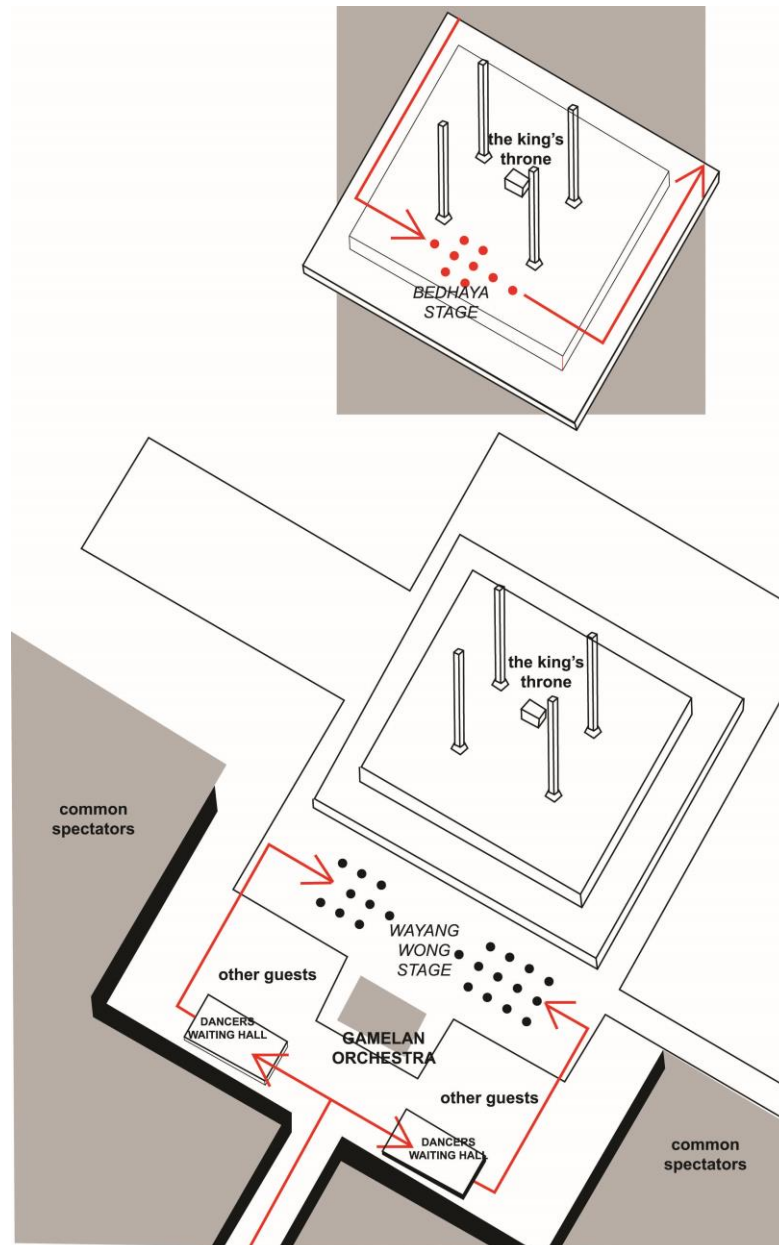 the king's
throne
BEDHAYA
STAGE
the king's
throne
common
spectators
WAYANG
WONG
STAGE
other guests
DANCERS
WAITING HALL
GAMELAN
ORCHESTRA
other guests
DANCERS
WAITING HALL
common
spectators